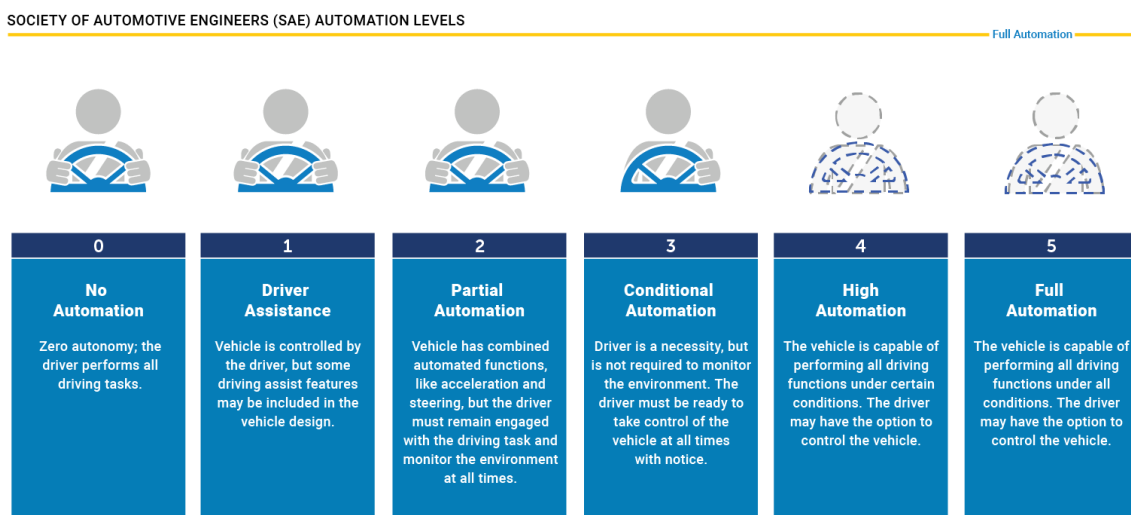 SOCIETY OF AUTOMOTIVE ENGINEERS (SAE) AUTOMATION LEVELS
Full Automation
0
No
Automation
Zero autonomy; the
driver performs all
driving tasks.
1
Driver
Assistance
Vehicle is controlled by
the driver, but some
driving assist features
may be included in the
vehicle design.
2
Partial
Automation
Vehicle has combined
automated functions,
like acceleration and
steering, but the driver
must remain engaged
with the driving task and
monitor the environment
at all times.
3
Conditional
Automation
Driver is a necessity, but
is not required to monitor
the environment. The
driver must be ready to
take control of the
vehicle at all times
with notice.
4
High
Automation
The vehicle is capable of
performing all driving
functions under certain
conditions. The driver
may have the option to
control the vehicle.
5
Full
Automation
The vehicle is capable of
performing all driving
functions under all
conditions. The driver
may have the option to
control the vehicle.